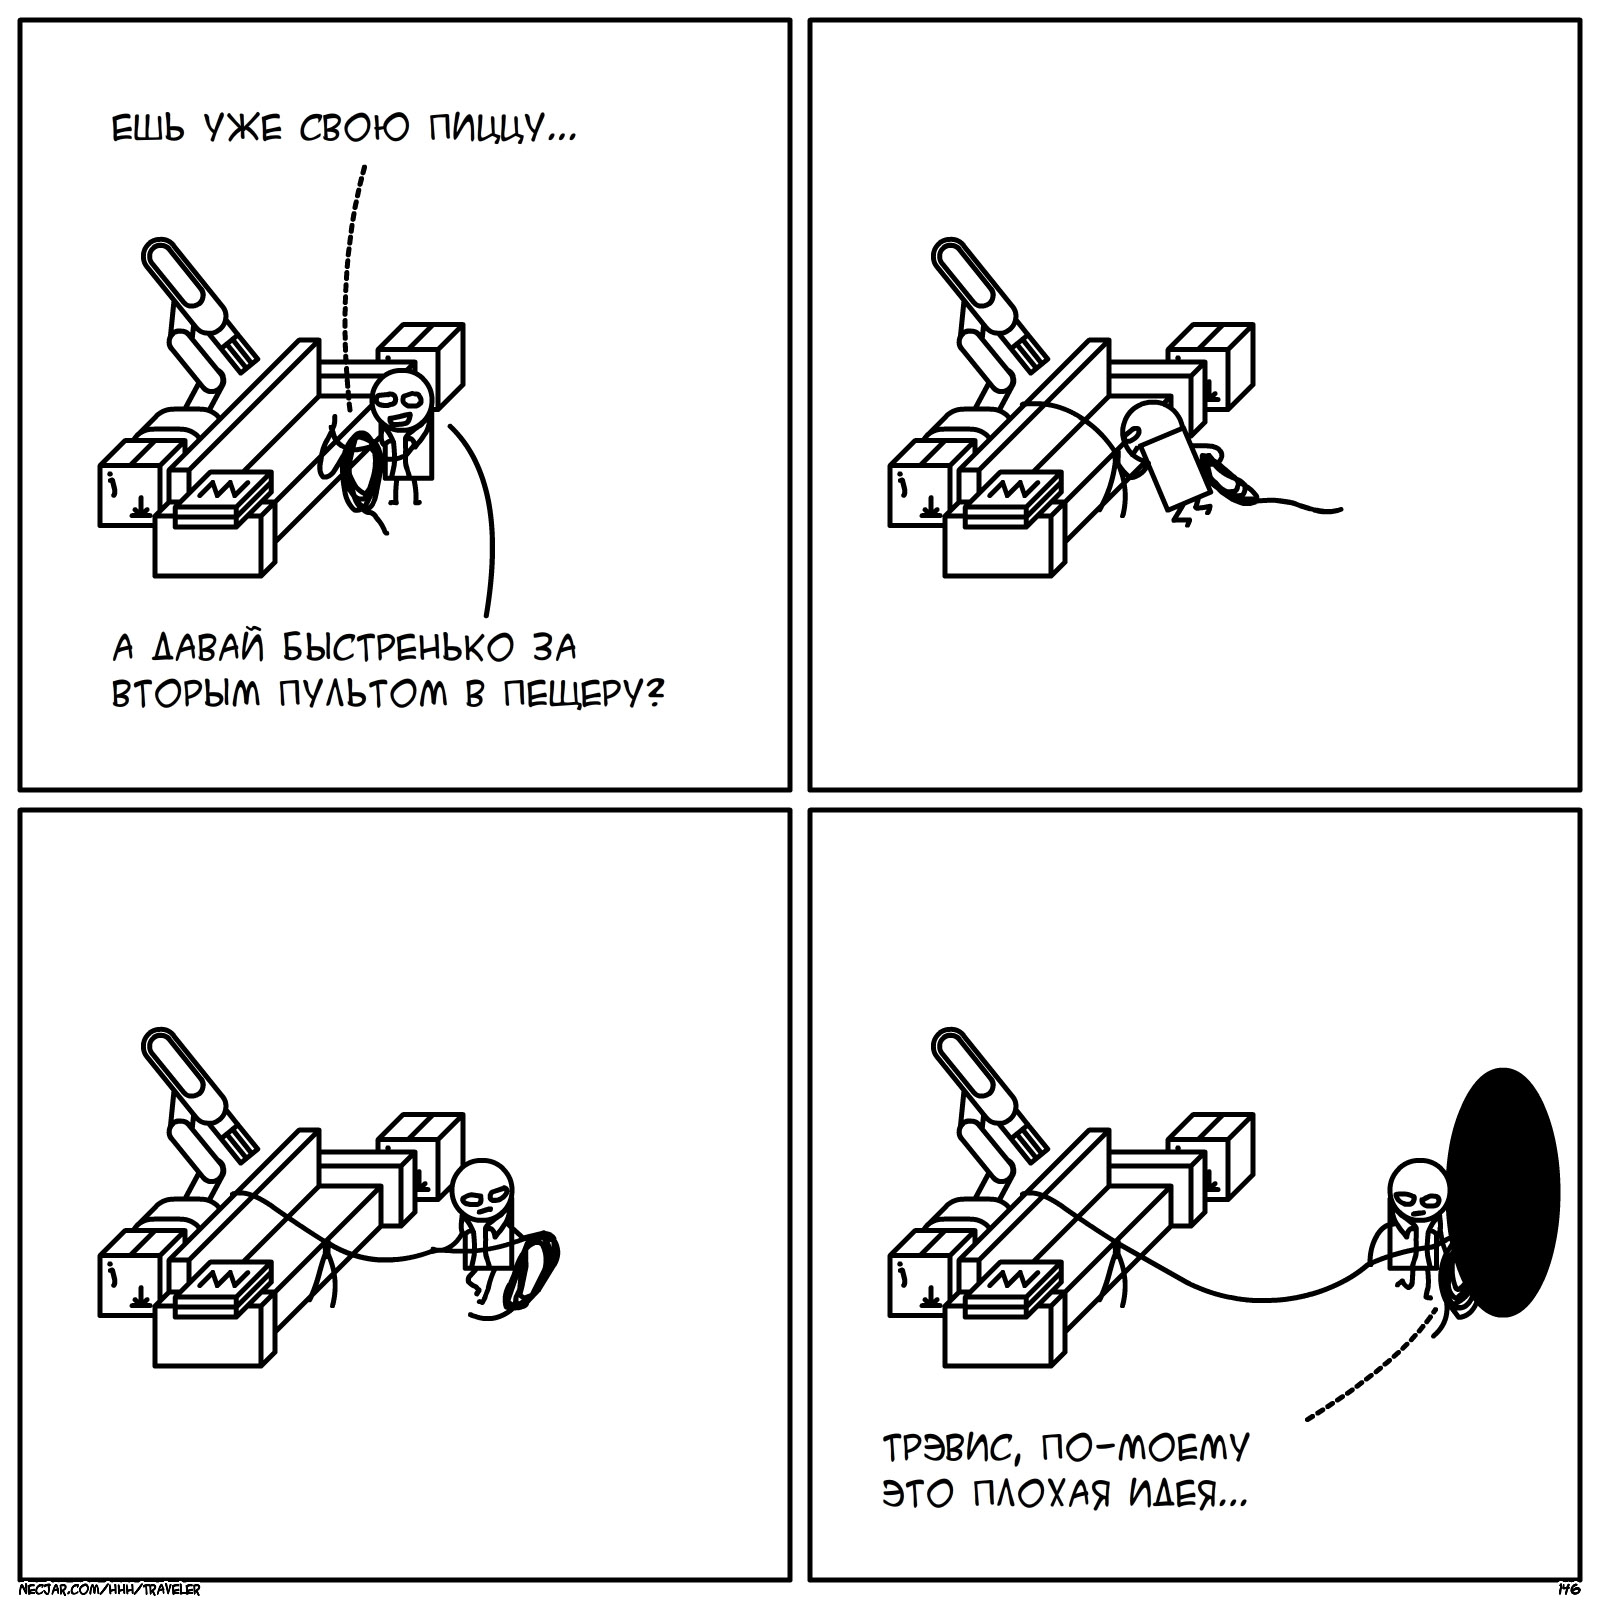 ЕШЬ УЖЕ СВОЮ ПИЦЦУ...
А ДАВАЙ БЫСТРЕНЬКО ЗА
ВТОРЫМ ПУЛЬТОМ В ПЕЩЕРУ?
ТРЭВИС, ПО-МОЕМУ
ЭТО ПЛОХАЯ ИДЕЯ...
NECJAR.COM/HHH/TRAVELER
146